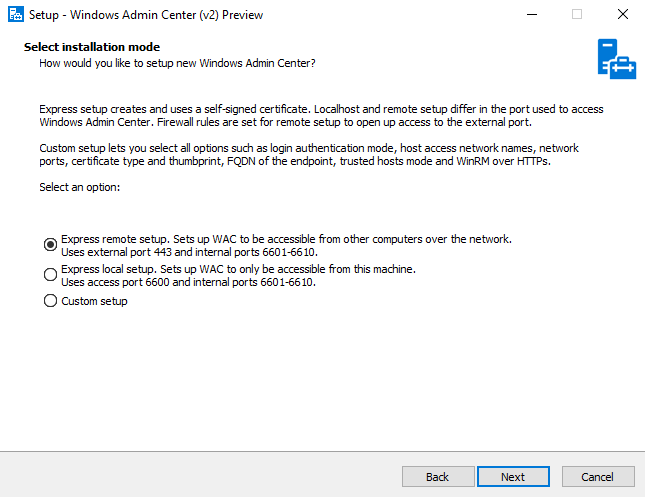 Setup - Windows Admin Center (v2) Preview
Select installation mode
How would you like to setup new Windows Admin Center?
Express setup creates and uses a self-signed certificate. Localhost and remote setup differ in the port used to access
Windows Admin Center. Firewall rules are set for remote setup to open up access to the external port.
Custom setup lets you select all options such as login authentication mode, host access network names, network
ports, certificate type and thumbprint, FQDN of the endpoint, trusted hosts mode and WinRM over HTTPs.
Select an option:
Express remote setup. Sets up WAC to be accessible from other computers over the network.
Uses external port 443 and internal ports 6601-6610.
Express local setup. Sets up WAC to only be accessible from this machine.
Uses access port 6600 and internal ports 6601-6610.
Custom setup
Back
Next
Cancel